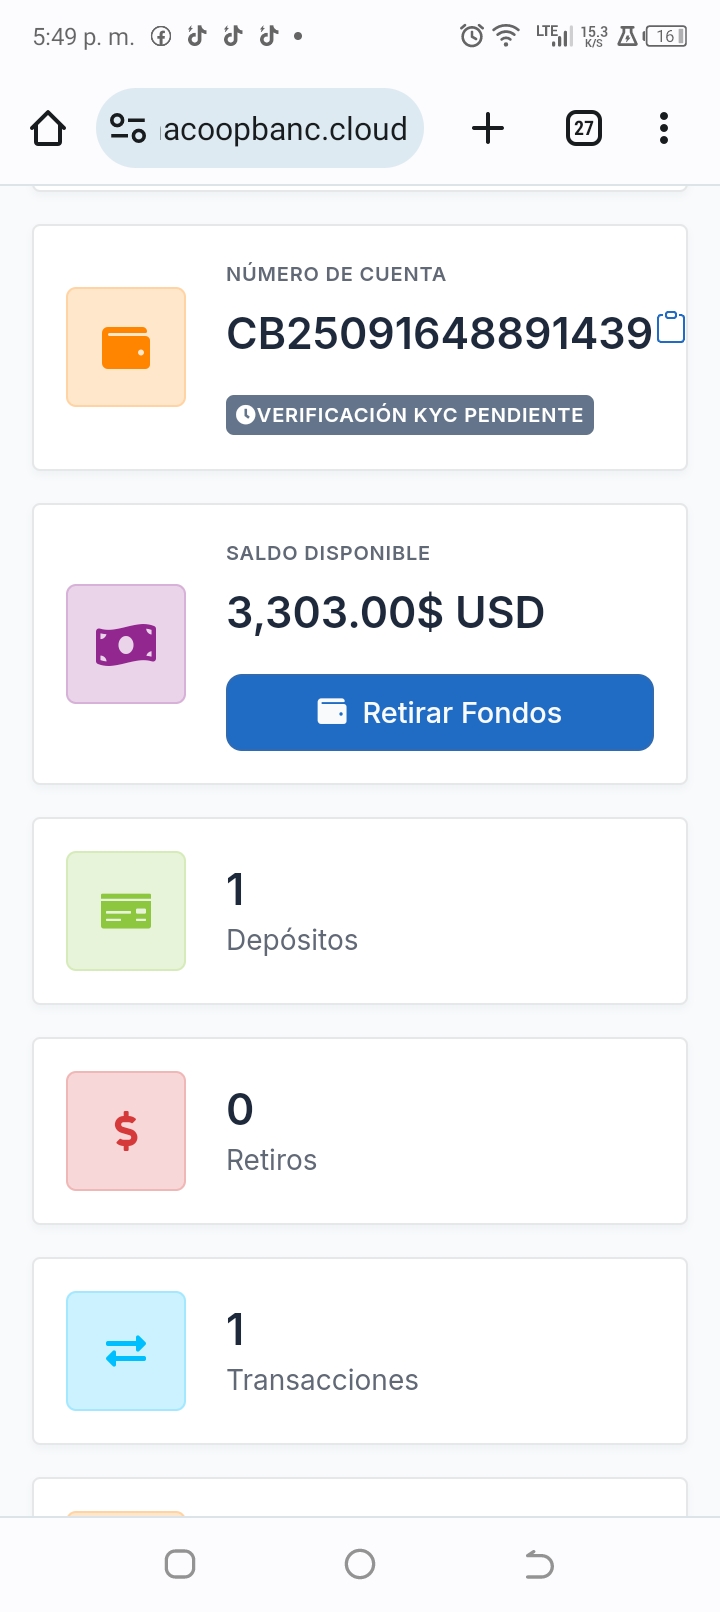 5:49 p. m.
LTE 15.3 K/S 16
acoopbanc.cloud
27
NÚMERO DE CUENTA
CB25091648891439
VERIFICACIÓN KYC PENDIENTE
SALDO DISPONIBLE
3,303.00$ USD
Retirar Fondos
1
Depósitos
$
0
Retiros
1
Transacciones